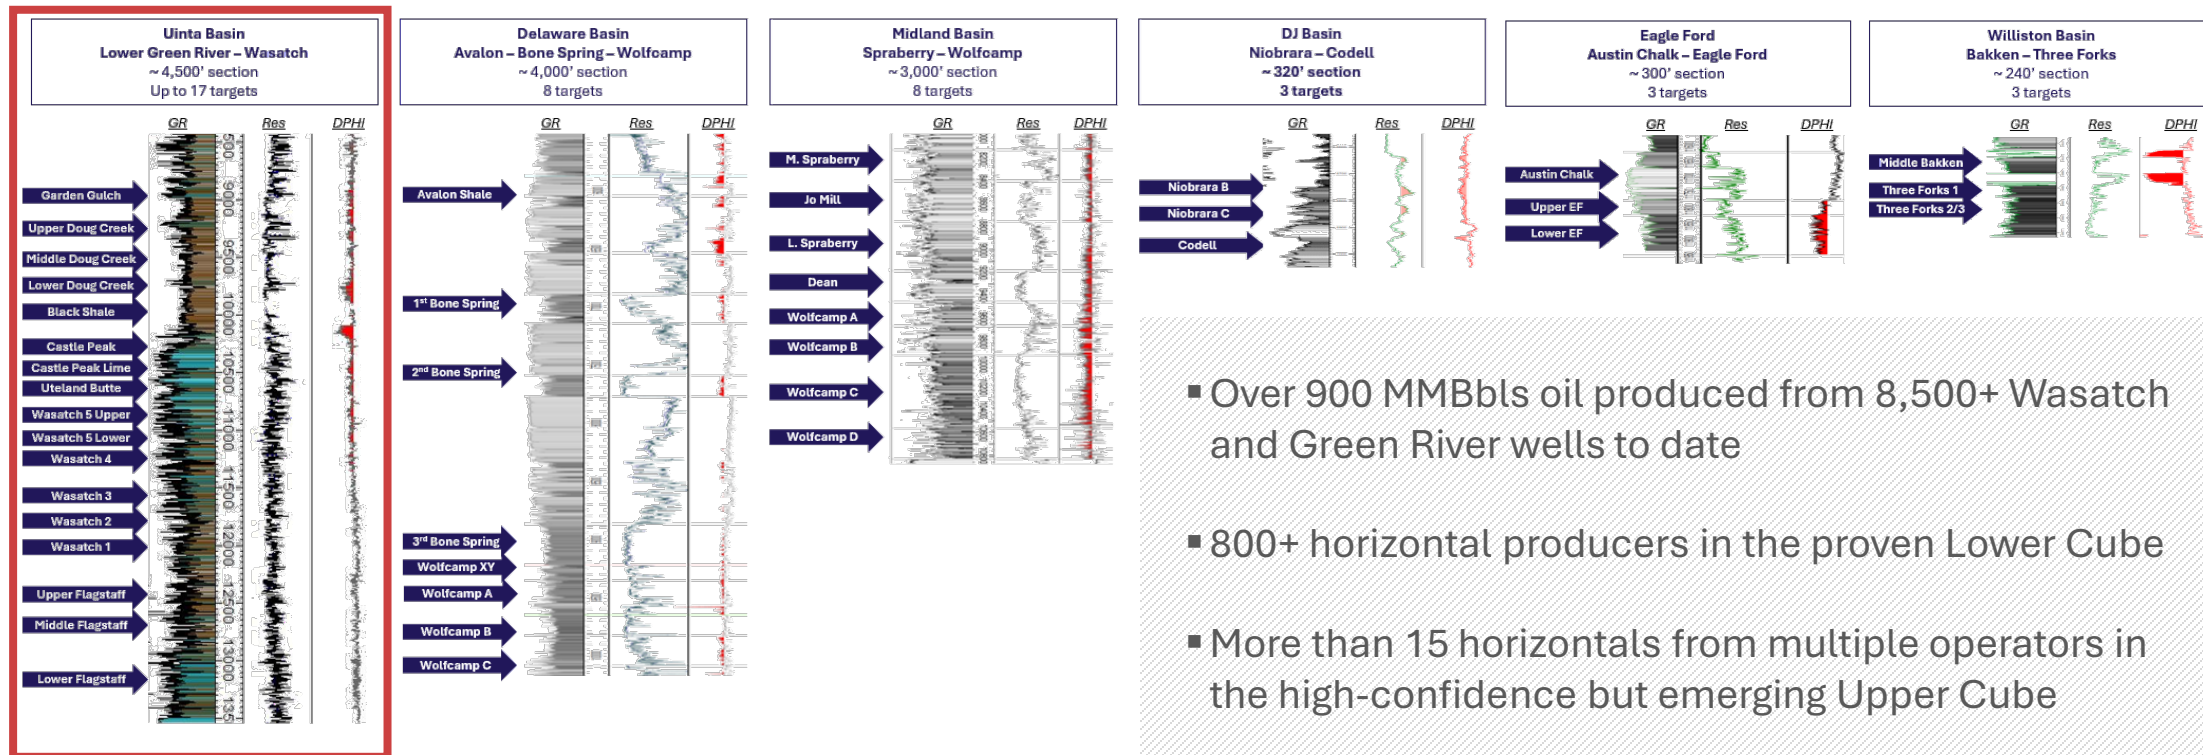 Uinta Basin
Lower Green River – Wasatch
~ 4,500’ section
Up to 17 targets
GR Res DPHI
Garden Gulch
Upper Doug Creek
Middle Doug Creek
Lower Doug Creek
Black Shale
Castle Peak
Castle Peak Lime
Uteland Butte
Wasatch 5 Upper
Wasatch 5 Lower
Wasatch 4
Wasatch 3
Wasatch 2
Wasatch 1
Upper Flagstaff
Middle Flagstaff
Lower Flagstaff
9000
9500
10000
10500
11000
11500
12000
12500
13000
Delaware Basin
Avalon – Bone Spring – Wolfcamp
~ 4,000’ section
8 targets
GR Res DPHI
Avalon Shale
1st Bone Spring
2nd Bone Spring
3rd Bone Spring
Wolfcamp XY
Wolfcamp A
Wolfcamp B
Wolfcamp C
Midland Basin
Spraberry – Wolfcamp
~ 3,000’ section
8 targets
GR Res DPHI
M. Spraberry
Jo Mill
L. Spraberry
Dean
Wolfcamp A
Wolfcamp B
Wolfcamp C
Wolfcamp D
DJ Basin
Niobrara – Codell
~ 320’ section
3 targets
GR Res DPHI
Niobrara B
Niobrara C
Codell
Eagle Ford
Austin Chalk – Eagle Ford
~ 300’ section
3 targets
GR Res DPHI
Austin Chalk
Upper EF
Lower EF
Williston Basin
Bakken – Three Forks
~ 240’ section
3 targets
GR Res DPHI
Middle Bakken
Three Forks 1
Three Forks 2/3
▪ Over 900 MMBbls oil produced from 8,500+ Wasatch
and Green River wells to date
▪ 800+ horizontal producers in the proven Lower Cube
▪ More than 15 horizontals from multiple operators in
the high-confidence but emerging Upper Cube